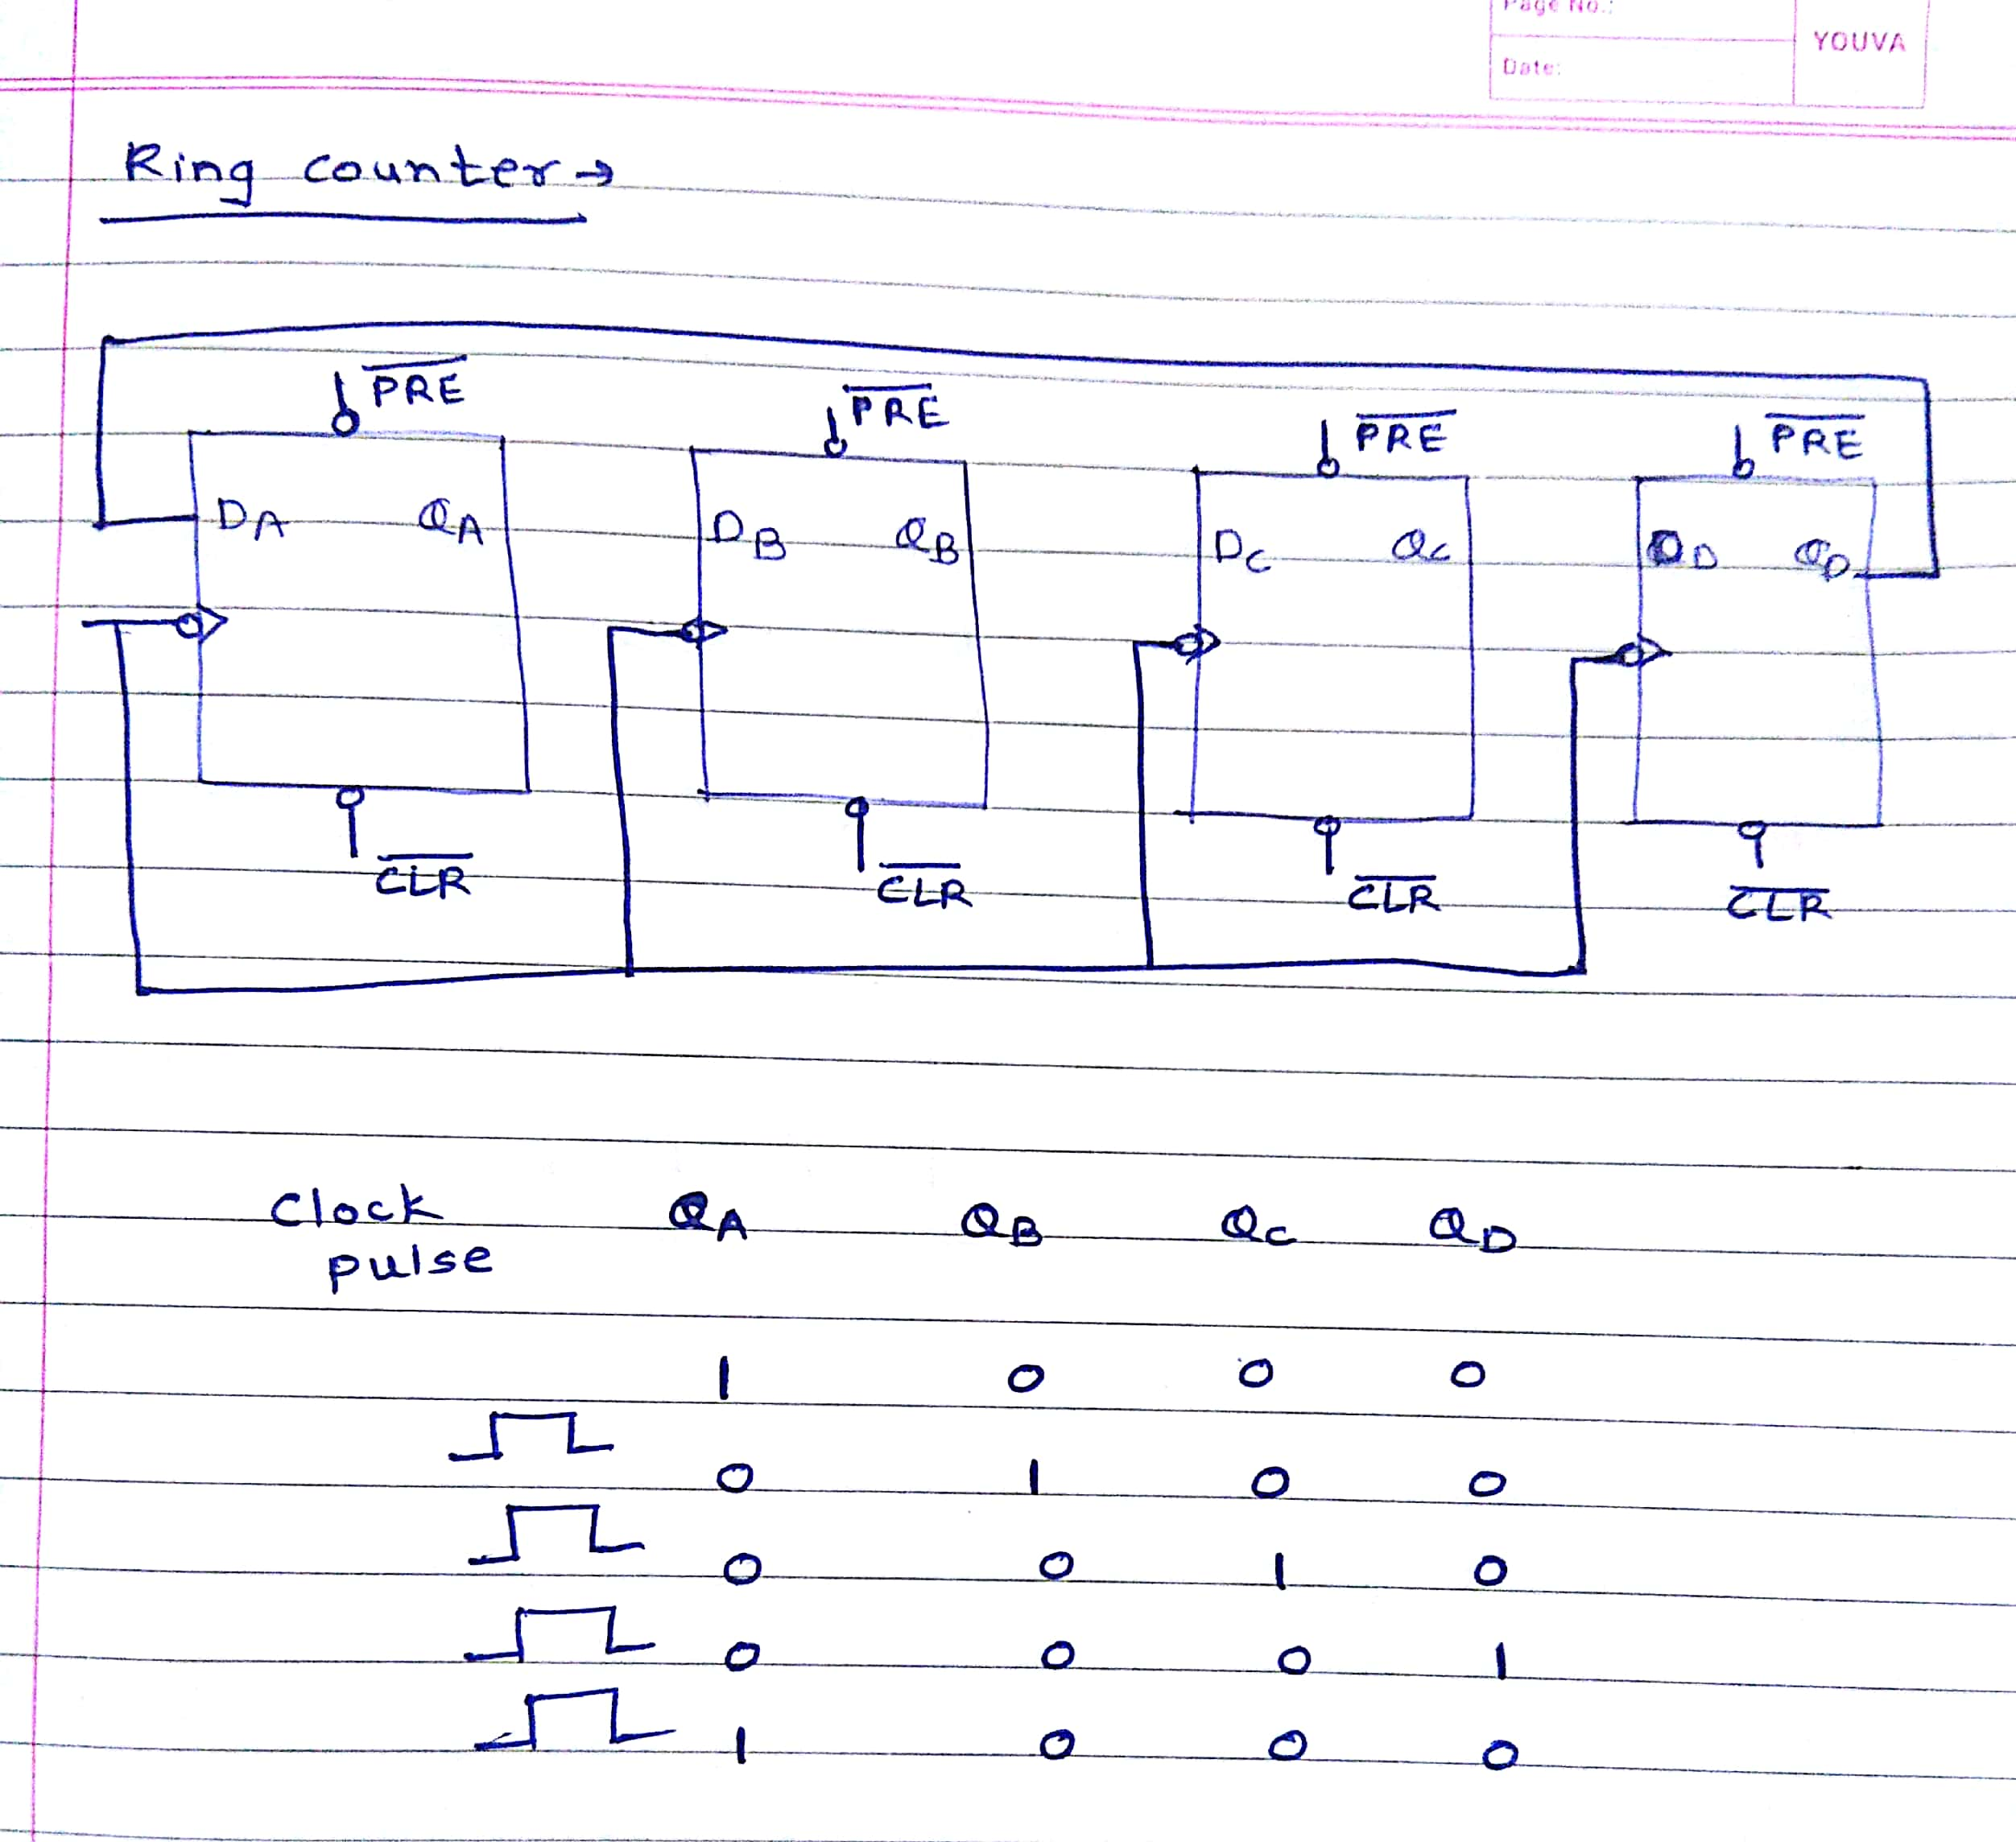 Page No.:
YOUVA
Date:
Ring counter →
PRE PRE PRE PRE
DA QA DB QB DC QC DD QD
CLR CLR CLR CLR
Clock QA QB QC QD
pulse
1 0 0 0
0 1 0 0
0 0 1 0
0 0 0 1
1 0 0 0